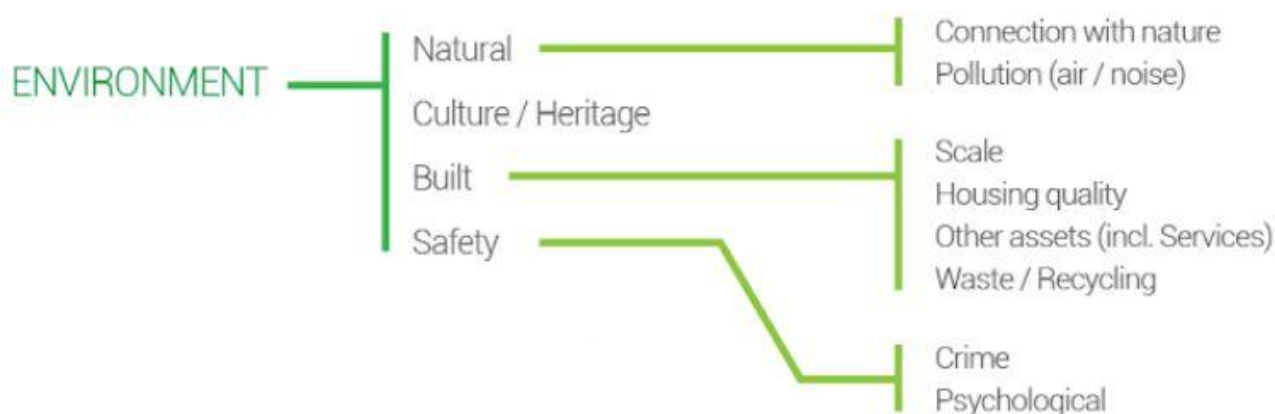 ENVIRONMENT
Natural
Culture / Heritage
Built
Safety
Connection with nature
Pollution (air / noise)
Scale
Housing quality
Other assets (incl. Services)
Waste / Recycling
Crime
Psychological